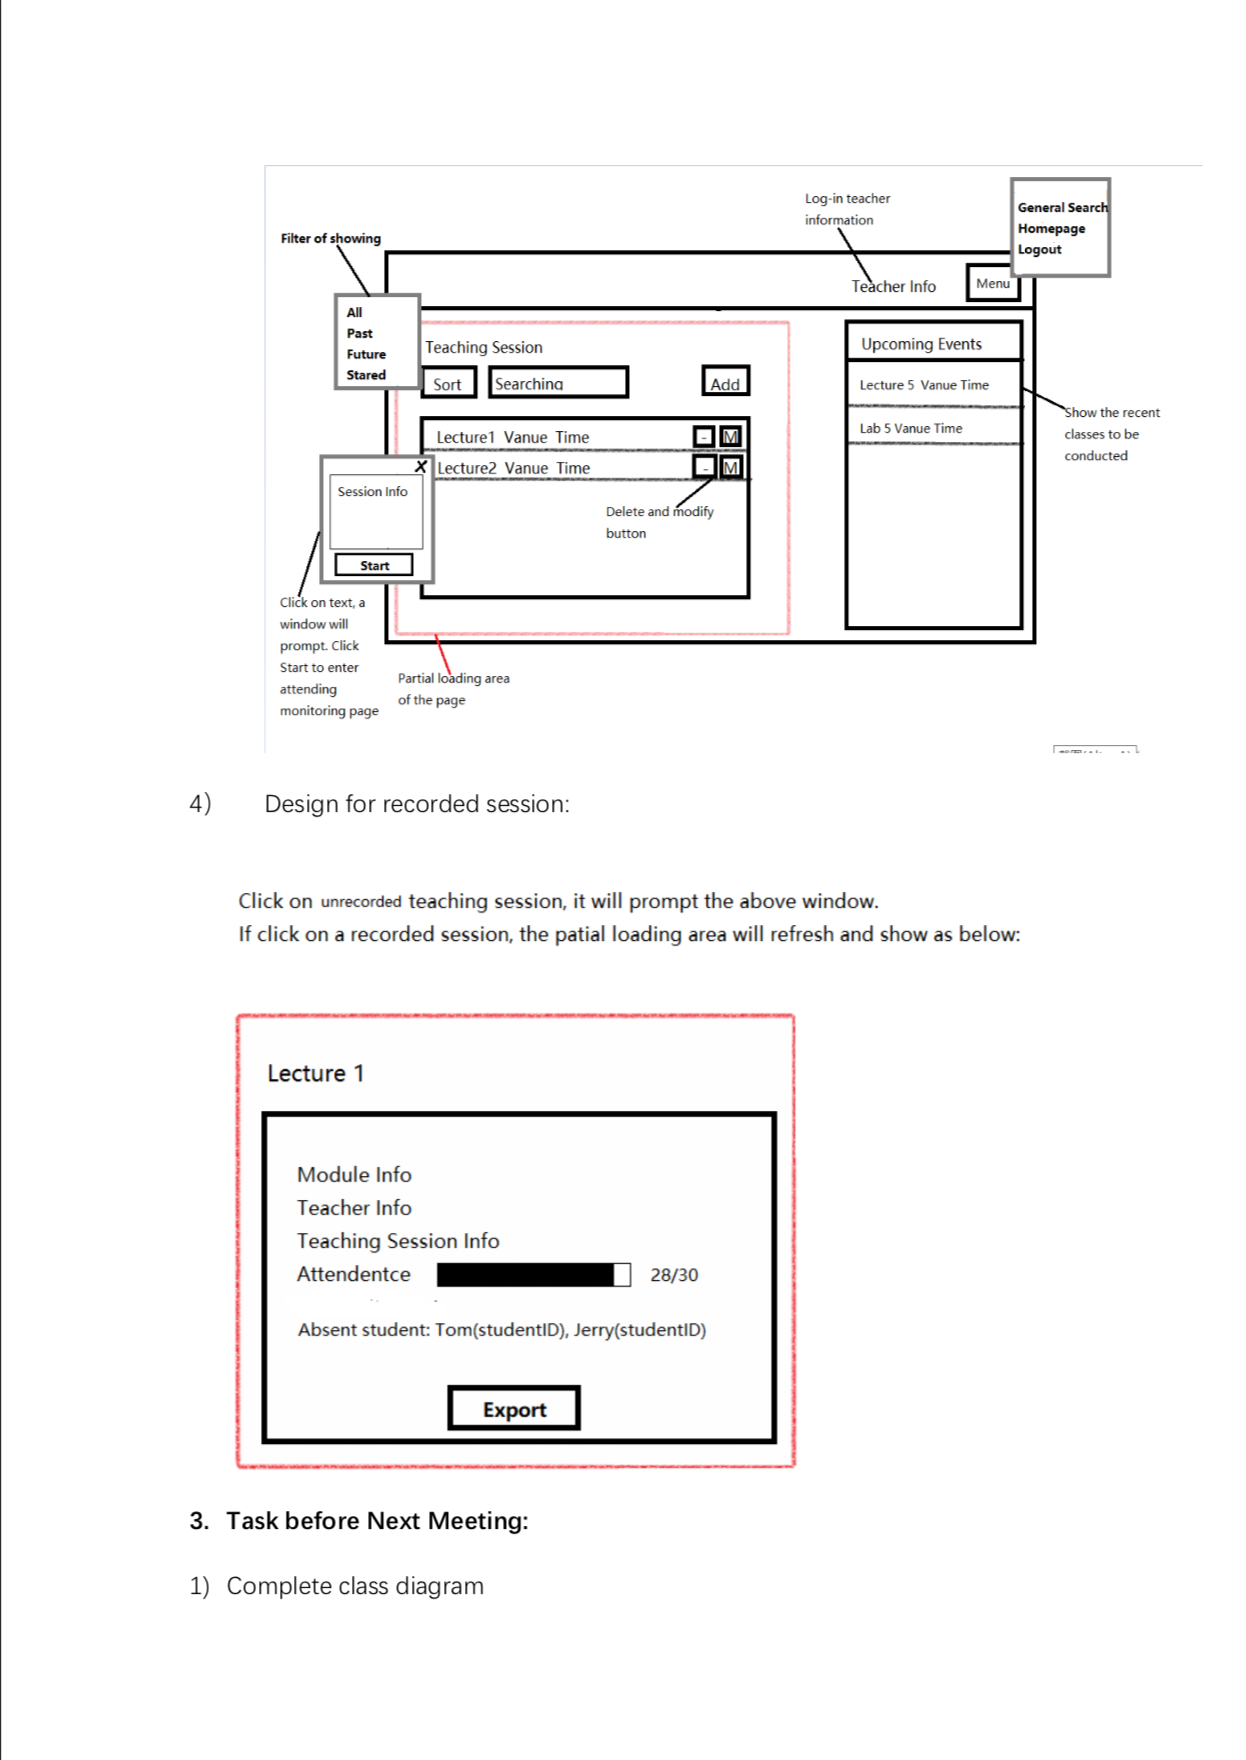 Log-in teacher
information
General Search
Homepage
Logout
Filter of showing
Teacher Info
Menu
All
Past
Future
Stared
Teaching Session
Sort
Searching
Add
Upcoming Events
Lecture 5 Vanue Time
Lab 5 Vanue Time
Show the recent
classes to be
conducted
Lecture1 Vanue Time
-
M
Lecture2 Vanue Time
-
M
X
Session Info
Start
Delete and modify
button
Click on text, a
window will
prompt. Click
Start to enter
attending
monitoring page
Partial loading area
of the page
4) Design for recorded session:
Click on unrecorded teaching session, it will prompt the above window.
If click on a recorded session, the patial loading area will refresh and show as below:
Lecture 1
Module Info
Teacher Info
Teaching Session Info
Attendentce 28/30
Absent student: Tom(studentID), Jerry(studentID)
Export
3. Task before Next Meeting:
1) Complete class diagram